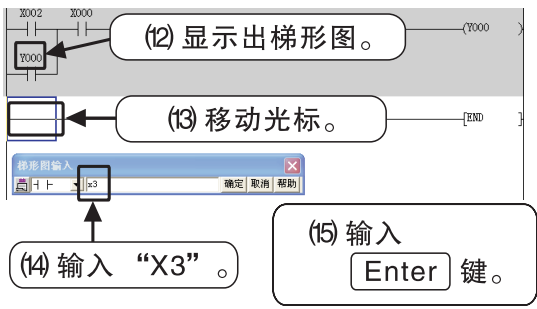 X002 X000
⑿ 显示出梯形图。
(Y000 )
Y000
⒀ 移动光标。
[END ]
梯形图输入
x3
确定 取消 帮助
⒁ 输入 “X3” 。
⒂ 输入
Enter 键。